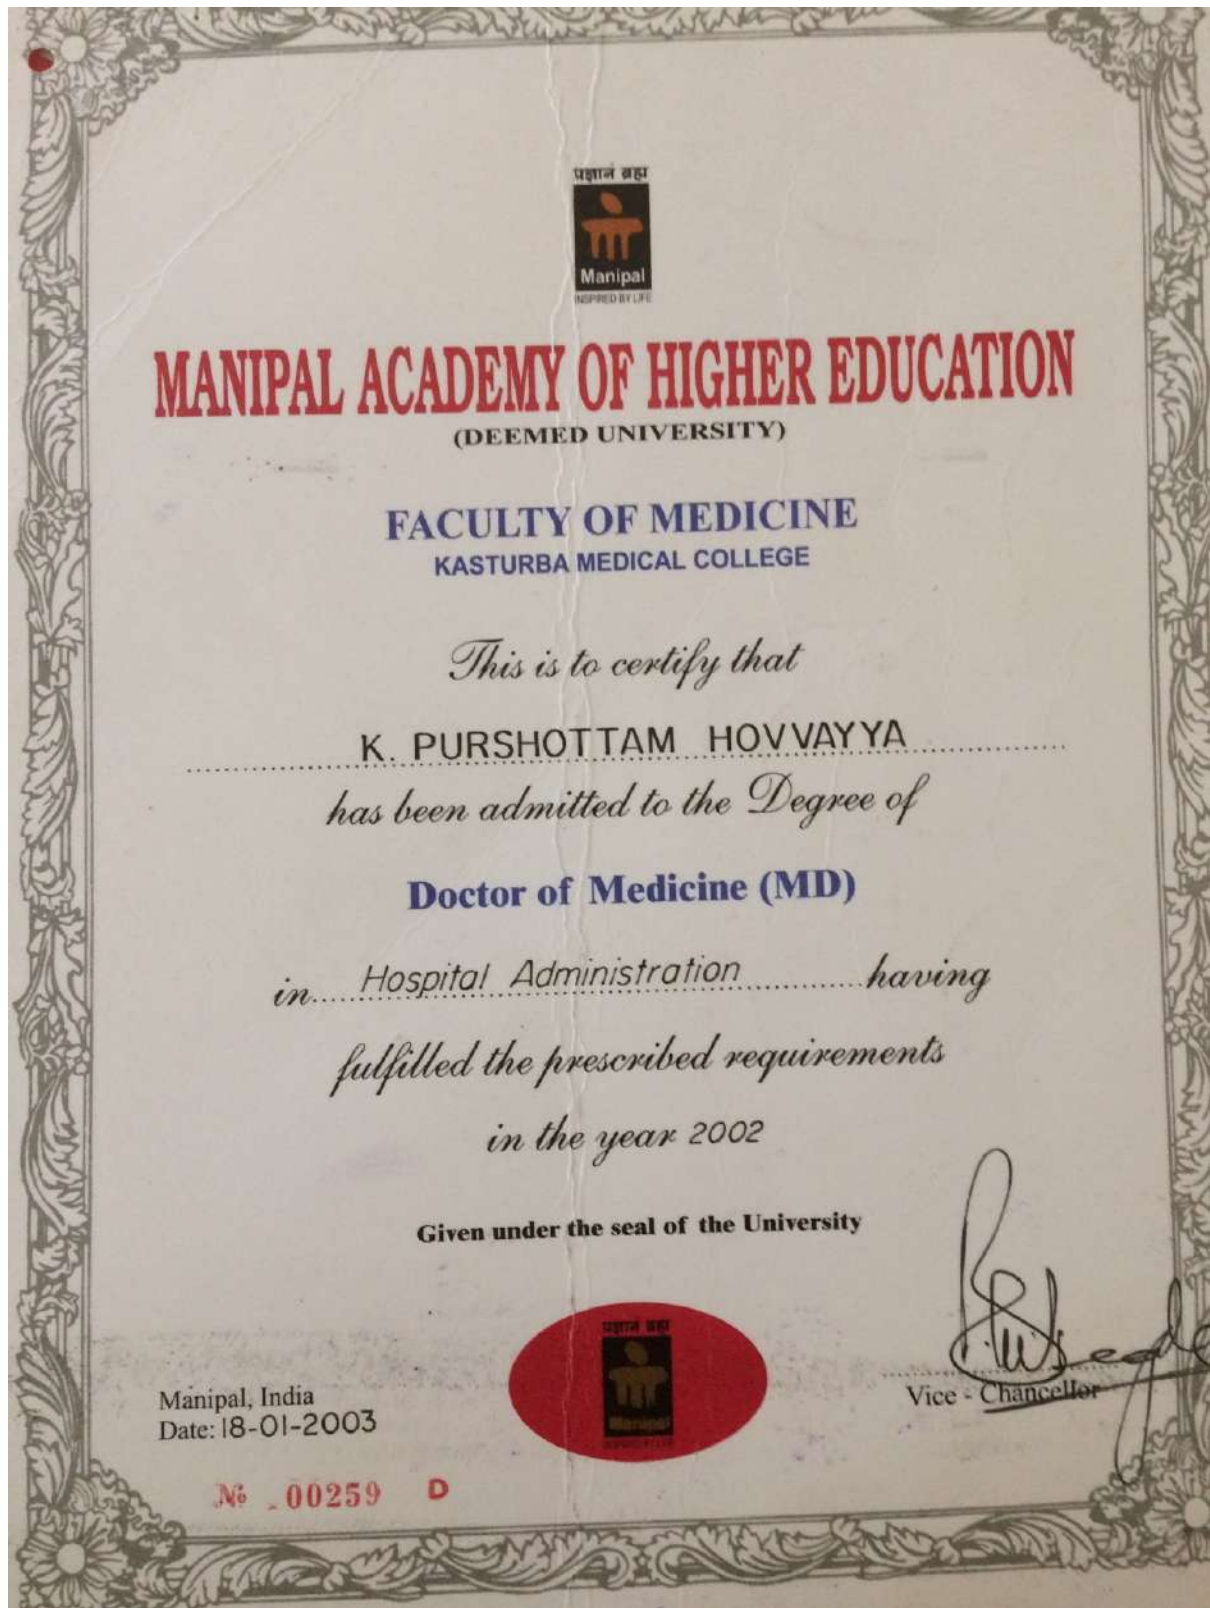 प्रज्ञानं ब्रह्म
Manipal
INSPIRED BY LIFE
MANIPAL ACADEMY OF HIGHER EDUCATION
(DEEMED UNIVERSITY)
FACULTY OF MEDICINE
KASTURBA MEDICAL COLLEGE
This is to certify that
K. PURSHOTTAM HOVVAYYA
has been admitted to the Degree of
Doctor of Medicine (MD)
in Hospital Administration having
fulfilled the prescribed requirements
in the year 2002
Given under the seal of the University
प्रज्ञानं ब्रह्म
Manipal
Vice - Chancellor
Manipal, India
Date: 18-01-2003
№ 00259 D